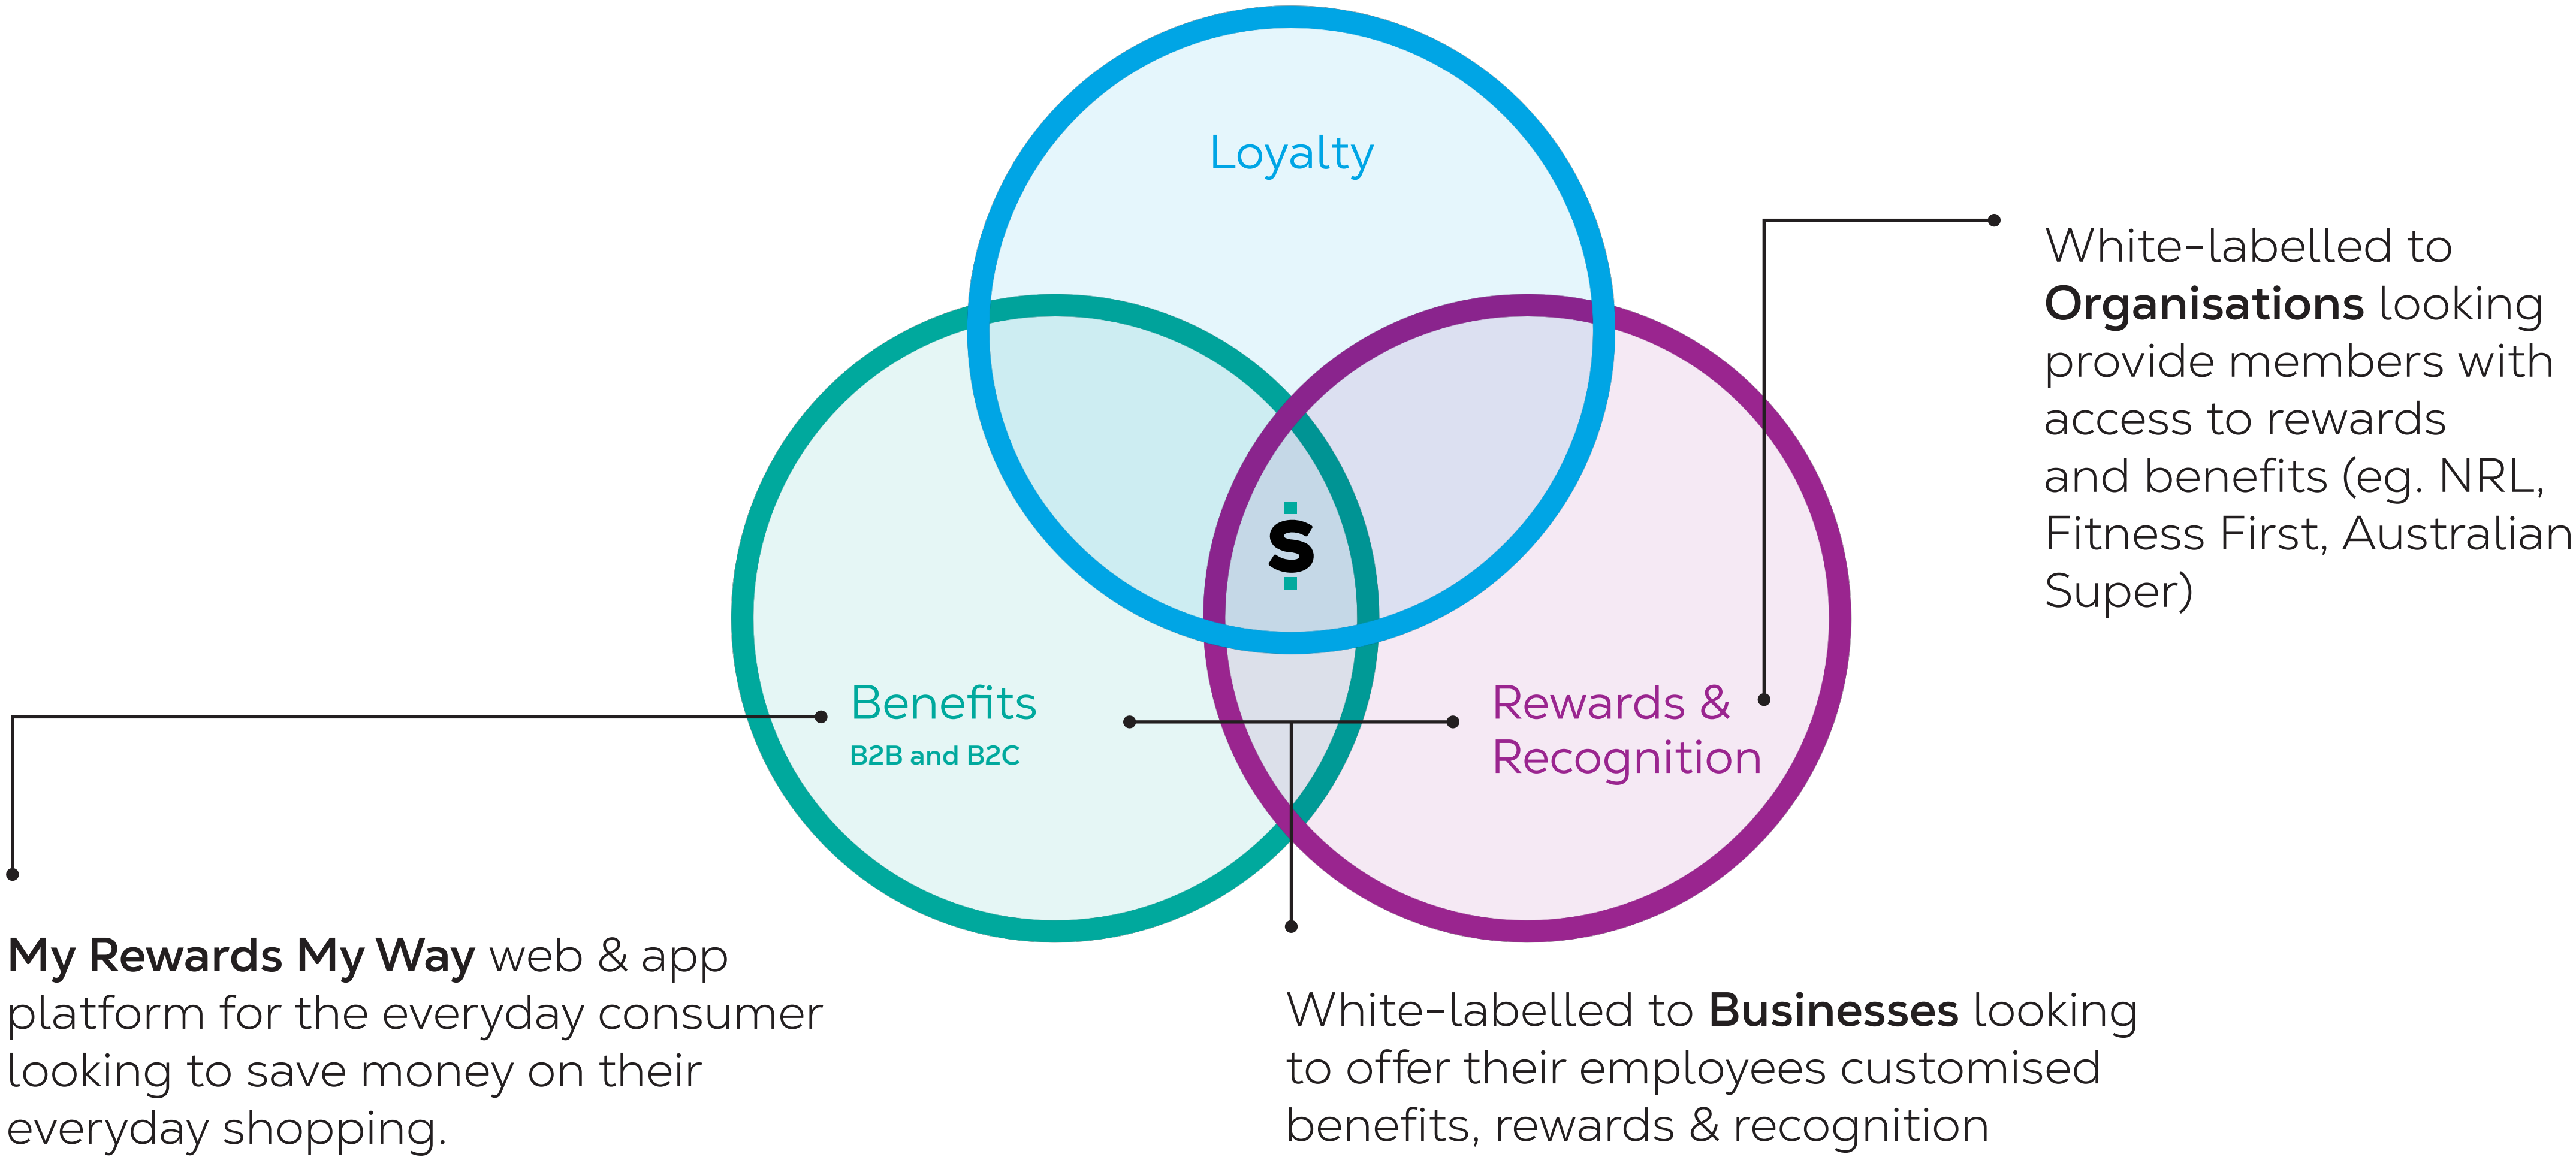 Loyalty
White-labelled to
Organisations looking
provide members with
access to rewards
and benefits (eg. NRL,
Fitness First, Australian
Super)
S
Benefits
B2B and B2C
Rewards &
Recognition
My Rewards My Way web & app
platform for the everyday consumer
looking to save money on their
everyday shopping.
White-labelled to Businesses looking
to offer their employees customised
benefits, rewards & recognition